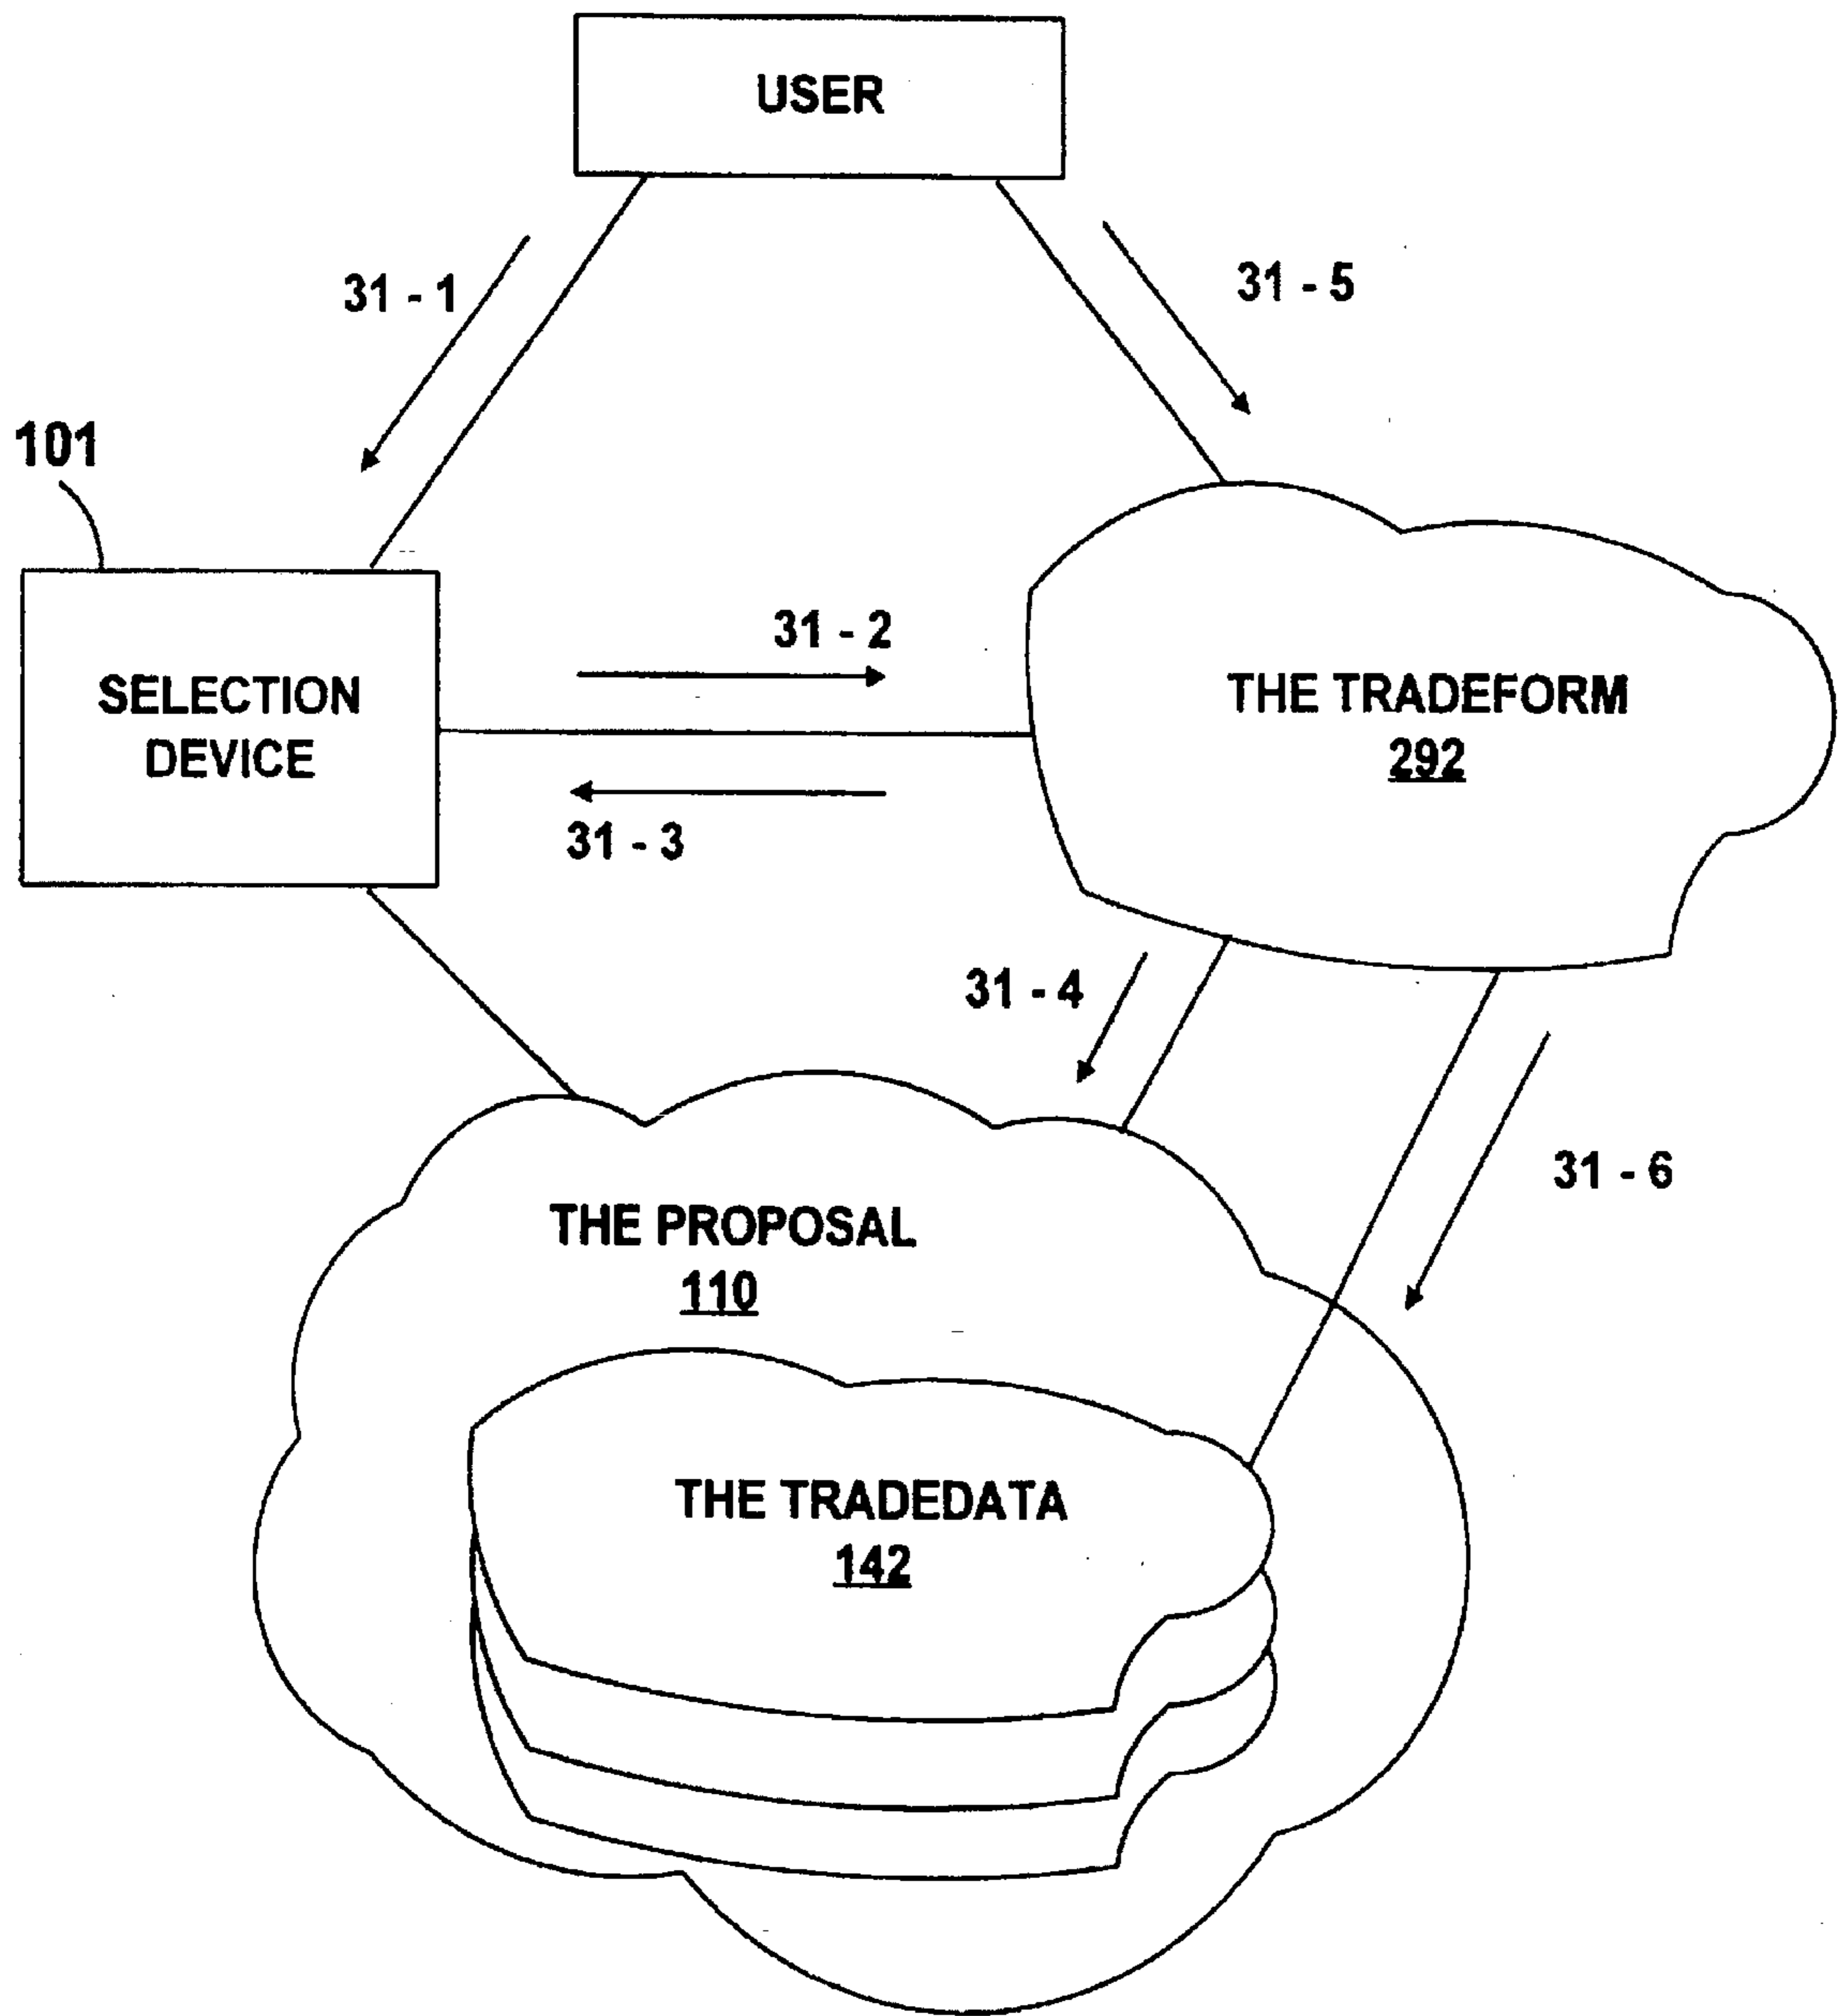 USER
31 - 1
31 - 5
101
31 - 2
SELECTION
DEVICE
THE TRADEFORM
292
31 - 3
31 - 4
31 - 6
THE PROPOSAL
110
THE TRADEDATA
142